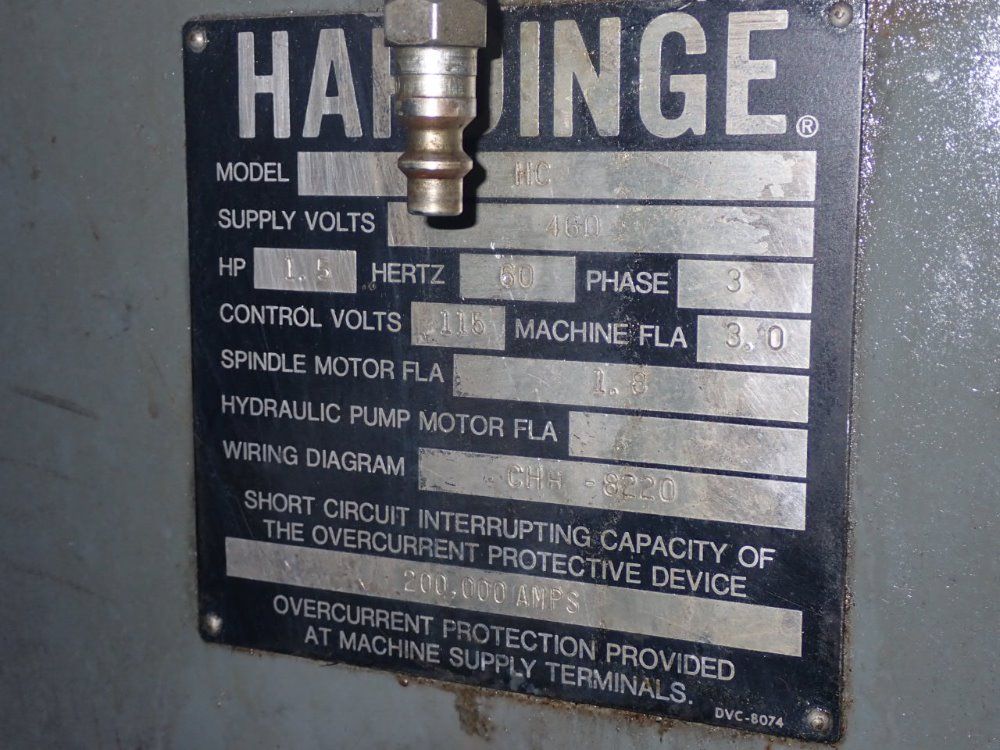 HARDINGE®
MODEL HC
SUPPLY VOLTS 460
HP 1.5 HERTZ 60 PHASE 3
CONTROL VOLTS 115 MACHINE FLA 3.0
SPINDLE MOTOR FLA 1.8
HYDRAULIC PUMP MOTOR FLA
WIRING DIAGRAM CHH -8220
SHORT CIRCUIT INTERRUPTING CAPACITY OF
THE OVERCURRENT PROTECTIVE DEVICE
200,000 AMPS
OVERCURRENT PROTECTION PROVIDED
AT MACHINE SUPPLY TERMINALS.
DVC-8074